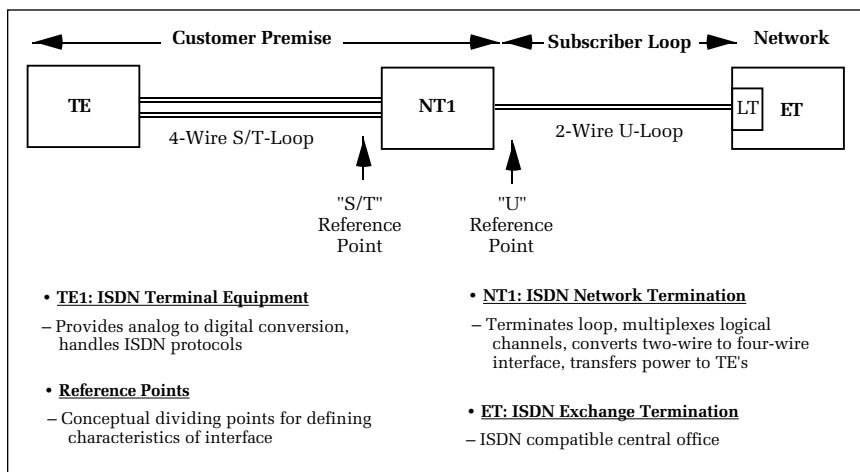 Customer Premise
Subscriber Loop
Network
TE
NT1
LT
ET
4-Wire S/T-Loop
2-Wire U-Loop
"S/T"
Reference
Point
"U"
Reference
Point
• TE1: ISDN Terminal Equipment
– Provides analog to digital conversion,
handles ISDN protocols
• Reference Points
– Conceptual dividing points for defining
characteristics of interface
• NT1: ISDN Network Termination
– Terminates loop, multiplexes logical
channels, converts two-wire to four-wire
interface, transfers power to TE's
• ET: ISDN Exchange Termination
– ISDN compatible central office